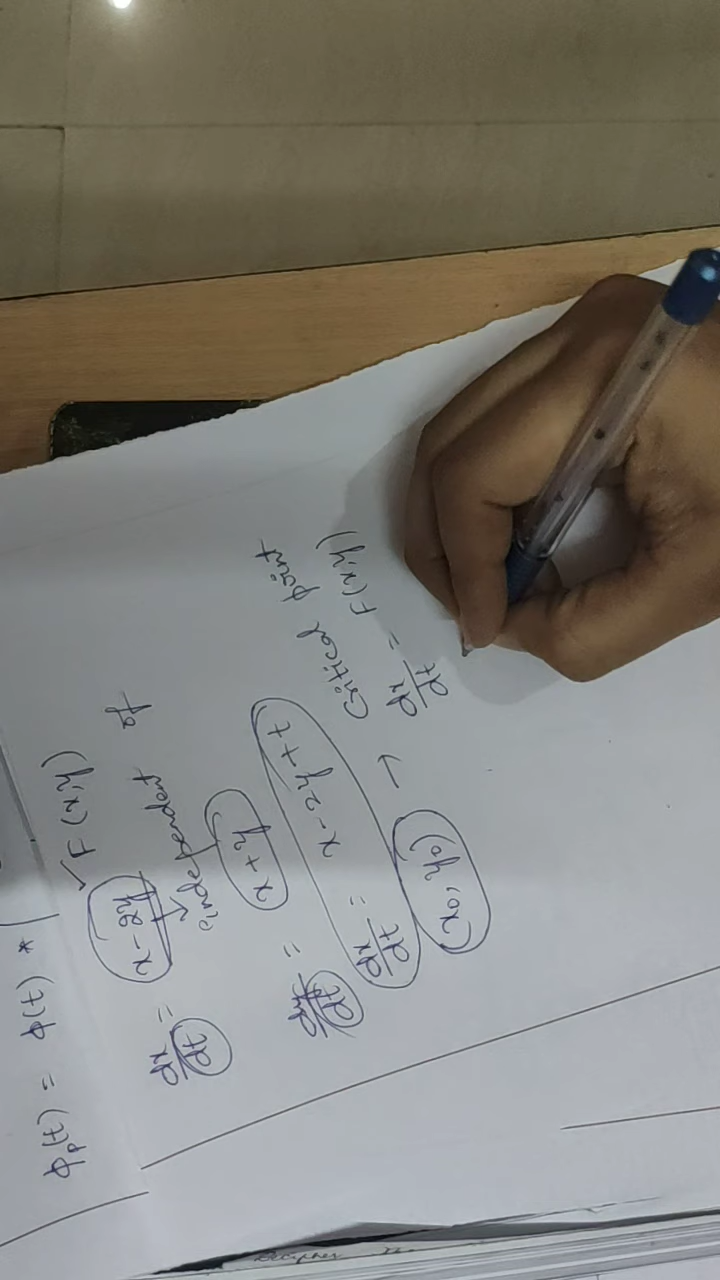 ϕp(t) = ϕ(t) *
dx/dt = x-2y ✓ F(x,y)
independent of
dy/dt = x+y
dx/dt = x-2y+t
(x0, y0) → Critical point
dx/dt = F(x,y)